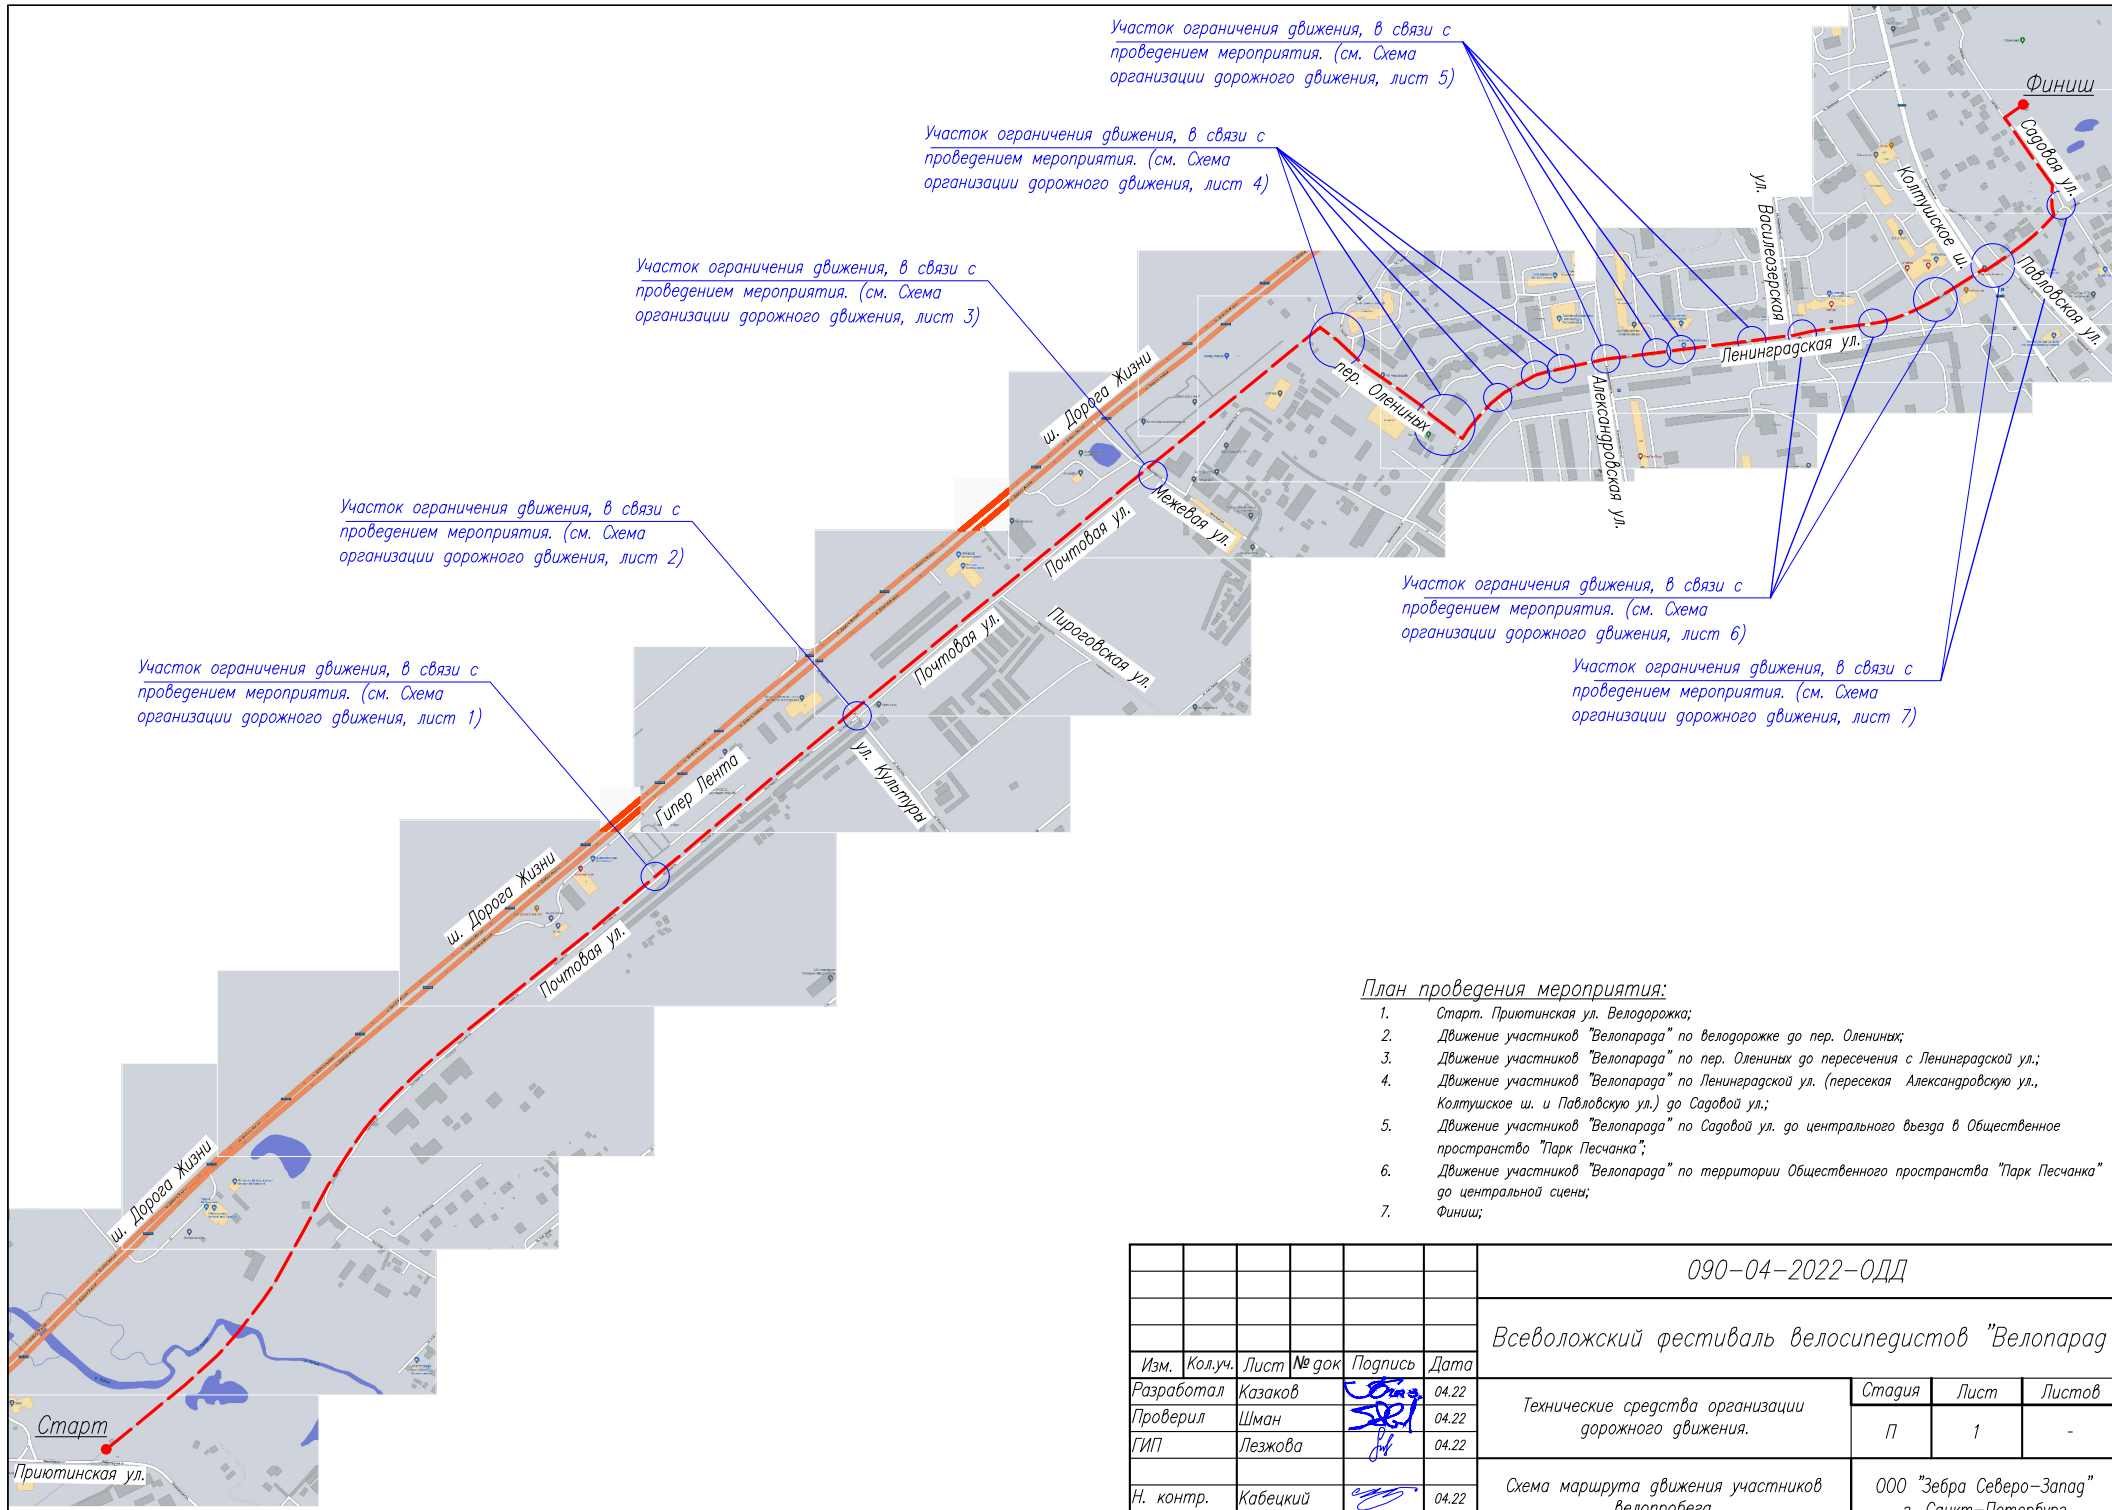 Участок ограничения движения, в связи с
проведением мероприятия. (см. Схема
организации дорожного движения, лист 5)
Финиш
Участок ограничения движения, в связи с
проведением мероприятия. (см. Схема
организации дорожного движения, лист 4)
Садовая ул.
Колтушское ш.
ул. Василеозерская
Павловская ул.
Участок ограничения движения, в связи с
проведением мероприятия. (см. Схема
организации дорожного движения, лист 3)
Ленинградская ул.
ш. Дорога Жизни
пер. Олениных
Александровская ул.
Межевая ул.
Почтовая ул.
Участок ограничения движения, в связи с
проведением мероприятия. (см. Схема
организации дорожного движения, лист 2)
Участок ограничения движения, в связи с
проведением мероприятия. (см. Схема
организации дорожного движения, лист 6)
Пироговская ул.
Почтовая ул.
Участок ограничения движения, в связи с
проведением мероприятия. (см. Схема
организации дорожного движения, лист 7)
Участок ограничения движения, в связи с
проведением мероприятия. (см. Схема
организации дорожного движения, лист 1)
ул. Культуры
Гипер Лента
ш. Дорога Жизни
Почтовая ул.
ш. Дорога Жизни
Старт
Приютинская ул.
План проведения мероприятия:
1. Старт. Приютинская ул. Велодорожка;
2. Движение участников "Велопарада" по велодорожке до пер. Олениных;
3. Движение участников "Велопарада" по пер. Олениных до пересечения с Ленинградской ул.;
4. Движение участников "Велопарада" по Ленинградской ул. (пересекая Александровскую ул.,
Колтушское ш. и Павловскую ул.) до Садовой ул.;
5. Движение участников "Велопарада" по Садовой ул. до центрального въезда в Общественное
пространство "Парк Песчанка";
6. Движение участников "Велопарада" по территории Общественного пространства "Парк Песчанка"
до центральной сцены;
7. Финиш;
090-04-2022-ОДД
Всеволожский фестиваль велосипедистов "Велопарад
Изм. Кол.уч. Лист № док Подпись Дата
Разработал Казаков 04.22
Проверил Шман 04.22
ГИП Лезжова 04.22
Н. контр. Кабецкий 04.22
Технические средства организации
дорожного движения.
Стадия Лист Листов
П 1 -
Схема маршрута движения участников
велопробега
ООО "Зебра Северо-Запад"
г. Санкт-Петербург